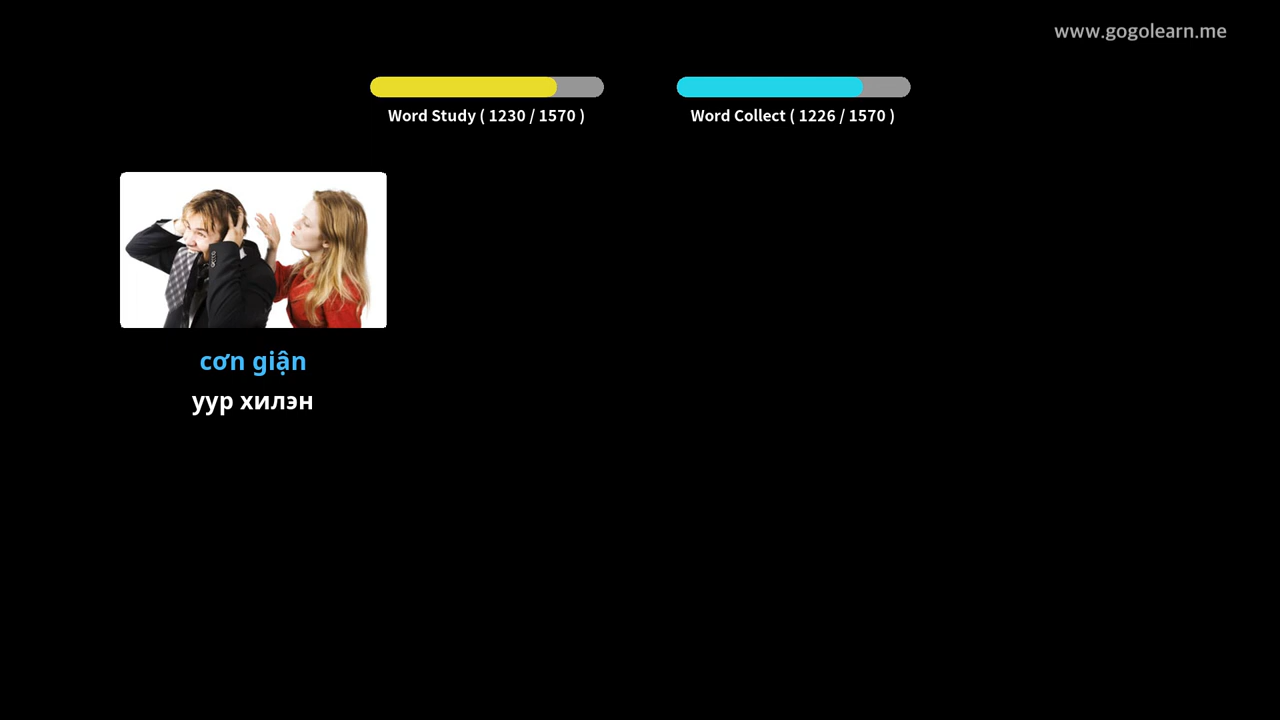 www.gogolearn.me
Word Study ( 1230 / 1570 )
Word Collect ( 1226 / 1570 )
cơn giận
уур хилэн